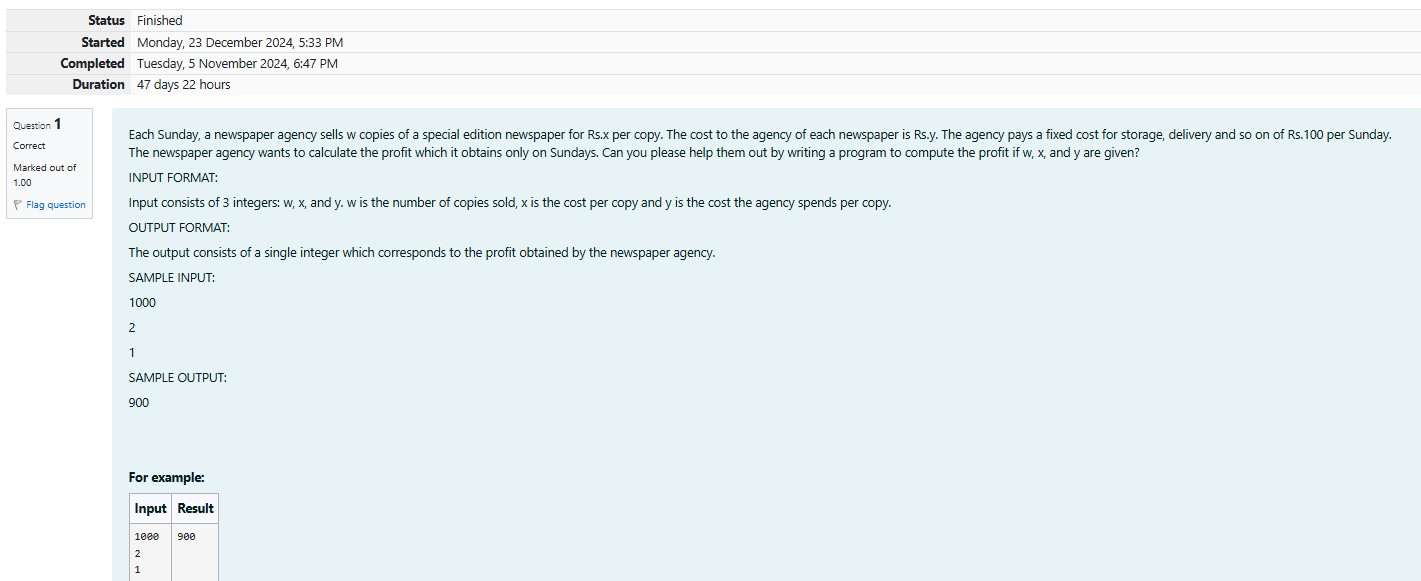 Status Finished
Started Monday, 23 December 2024, 5:33 PM
Completed Tuesday, 5 November 2024, 6:47 PM
Duration 47 days 22 hours
Question 1
Correct
Marked out of
1.00
Flag question
Each Sunday, a newspaper agency sells w copies of a special edition newspaper for Rs.x per copy. The cost to the agency of each newspaper is Rs.y. The agency pays a fixed cost for storage, delivery and so on of Rs.100 per Sunday.
The newspaper agency wants to calculate the profit which it obtains only on Sundays. Can you please help them out by writing a program to compute the profit if w, x, and y are given?
INPUT FORMAT:
Input consists of 3 integers: w, x, and y. w is the number of copies sold, x is the cost per copy and y is the cost the agency spends per copy.
OUTPUT FORMAT:
The output consists of a single integer which corresponds to the profit obtained by the newspaper agency.
SAMPLE INPUT:
1000
2
1
SAMPLE OUTPUT:
900
For example:
Input Result
1000 900
2
1